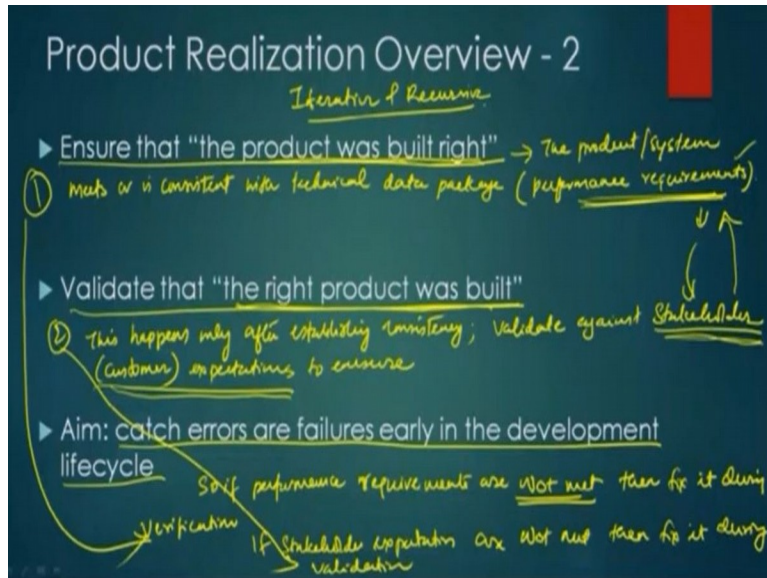 Product Realization Overview - 2
Iterative & Recursive
Ensure that "the product was built right" → The product/system
① meets or is consistent with technical data package (performance requirements)
Validate that "the right product was built"
② This happens only after establishing consistency; validate against Stakeholder
(customer) expectations to ensure
Aim: catch errors are failures early in the development
lifecycle
So if performance requirements are Not met then fix it during
Verification
If Stakeholder expectation are Not met then fix it during
validation